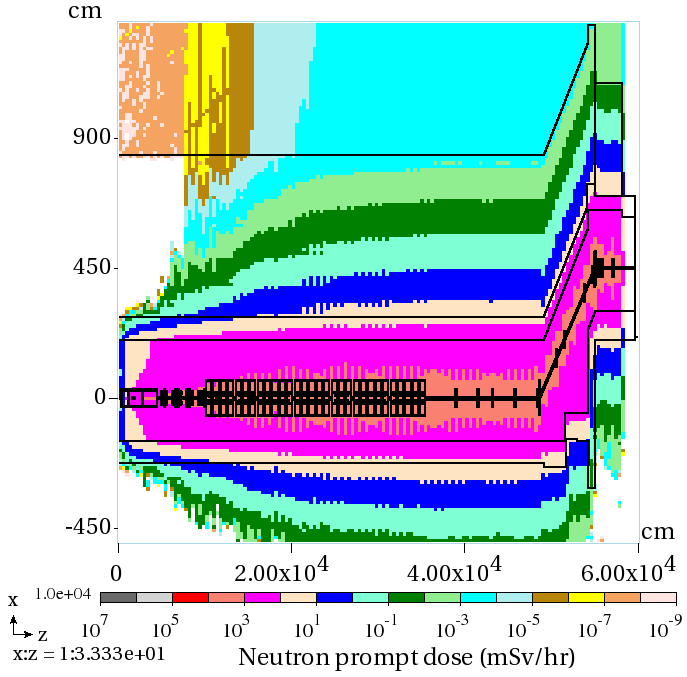 cm
900
450
0
-450
cm
0 2.00x10^4 4.00x10^4 6.00x10^4
x 1.0e+04
z 10^7 10^5 10^3 10^1 10^-1 10^-3 10^-5 10^-7 10^-9
x:z = 1:3.333e+01
Neutron prompt dose (mSv/hr)